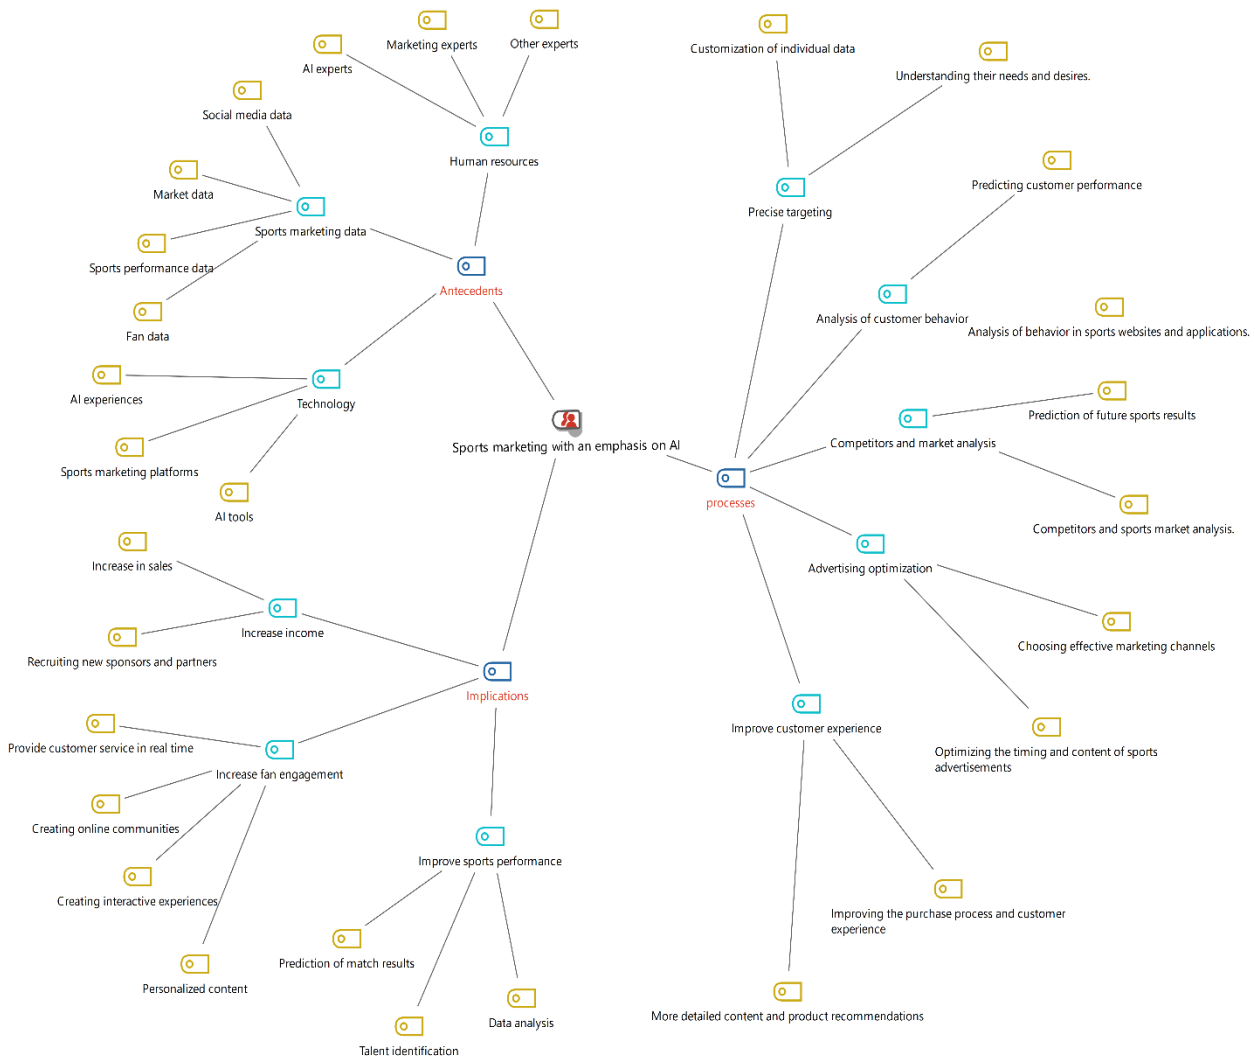 Marketing experts
Other experts
AI experts
Customization of individual data
Understanding their needs and desires.
Social media data
Human resources
Market data
Predicting customer performance
Precise targeting
Sports marketing data
Sports performance data
Antecedents
Fan data
Analysis of customer behavior
Analysis of behavior in sports websites and applications.
AI experiences
Technology
Prediction of future sports results
Sports marketing with an emphasis on AI
Competitors and market analysis
Sports marketing platforms
processes
AI tools
Competitors and sports market analysis.
Increase in sales
Advertising optimization
Increase income
Choosing effective marketing channels
Recruiting new sponsors and partners
Implications
Improve customer experience
Provide customer service in real time
Optimizing the timing and content of sports
advertisements
Increase fan engagement
Creating online communities
Improve sports performance
Creating interactive experiences
Improving the purchase process and customer
experience
Prediction of match results
Personalized content
More detailed content and product recommendations
Data analysis
Talent identification